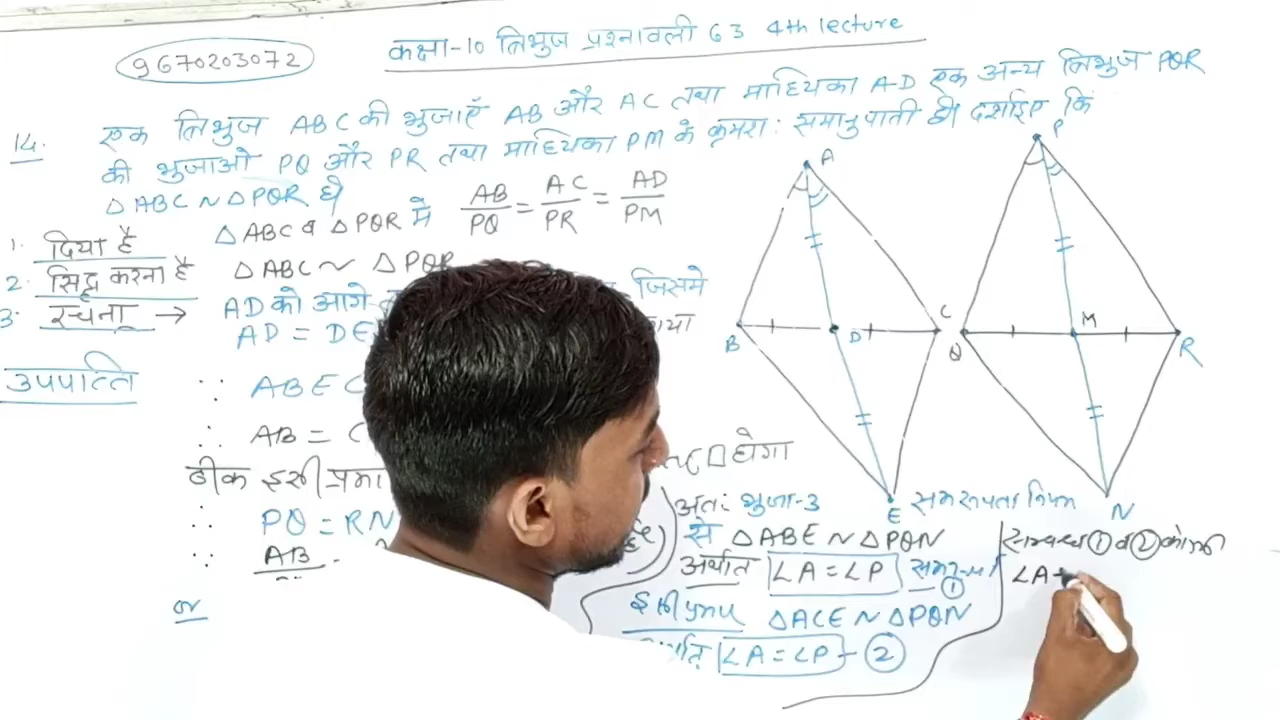 कक्षा-10 त्रिभुज प्रश्नावली 6 3 4th lecture
9670203072
14. एक त्रिभुज ABC की भुजाएँ AB और AC तथा माध्यिका AD एक अन्य त्रिभुज PQR
की भुजाओ PQ और PR तथा माध्यिका PM के क्रमश: समानुपाती है। दर्शाइए कि
△ABC ~ △PQR है
1. दिया है △ABC व △PQR मे AB/PQ = AC/PR = AD/PM
2. सिद्ध करना है △ABC ~ △PQR
3. रचना → AD को आगे जिसमे
AD = DE
उपपत्ति ∵ ABEC
∴ AB = C
ठीक इसी प्रका होगा
∵ PQ = RN
AB
or
अत: भुजा-3 समरूपता नियम
से △ABE ~ △PQN
अर्थात ∠A = ∠P ①
इसी प्रकार △ACE ~ △PQN
∠A = ∠P - ②
सम्बन्ध ① व ② को
∠A +
A
B
D
C
E
P
Q
M
R
N